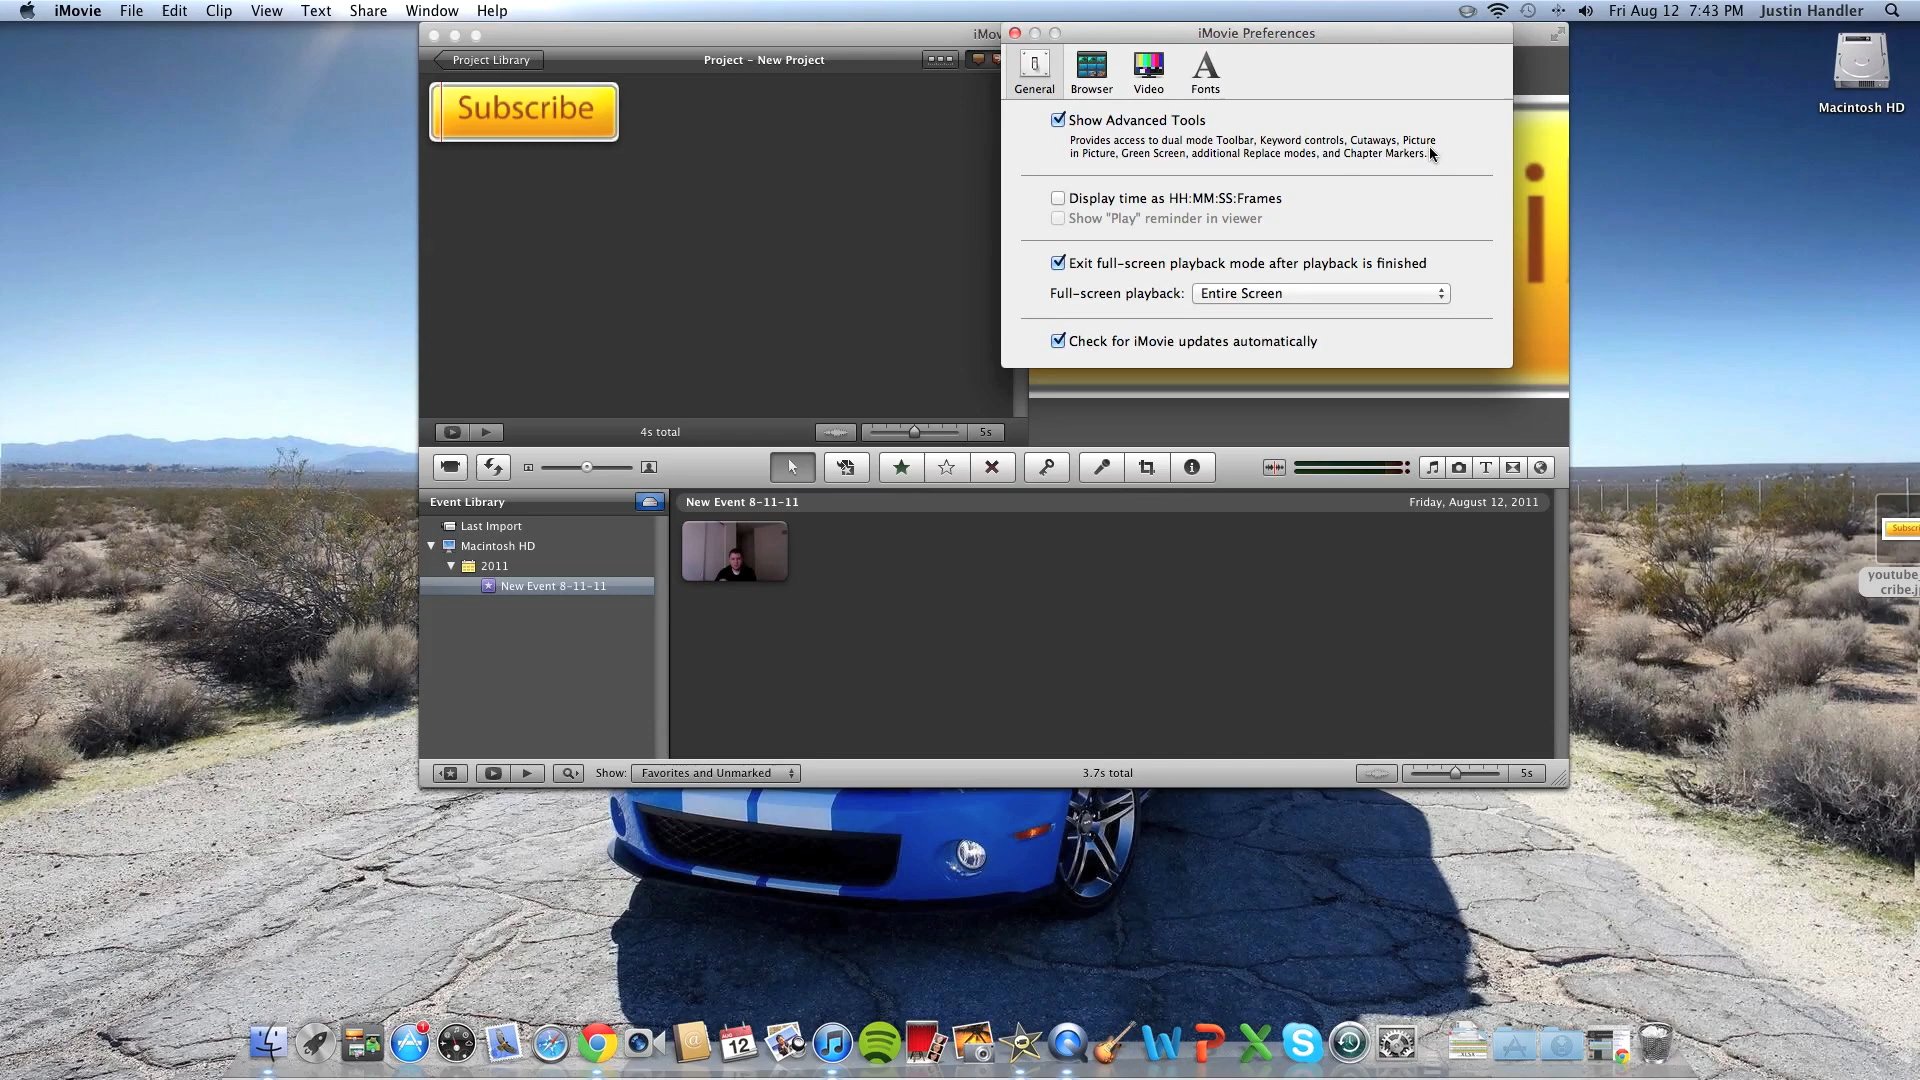 iMovie File Edit Clip View Text Share Window Help
Fri Aug 12 7:43 PM Justin Handler
Project Library
Project - New Project
Subscribe
4s total
5s
iMovie Preferences
General Browser Video Fonts
Show Advanced Tools
Provides access to dual mode Toolbar, Keyword controls, Cutaways, Picture
in Picture, Green Screen, additional Replace modes, and Chapter Markers.
Display time as HH:MM:SS:Frames
Show "Play" reminder in viewer
Exit full-screen playback mode after playback is finished
Full-screen playback: Entire Screen
Check for iMovie updates automatically
Macintosh HD
Event Library
Last Import
Macintosh HD
2011
New Event 8-11-11
New Event 8-11-11
Friday, August 12, 2011
Show: Favorites and Unmarked
3.7s total
5s
AUG
12
XLSX